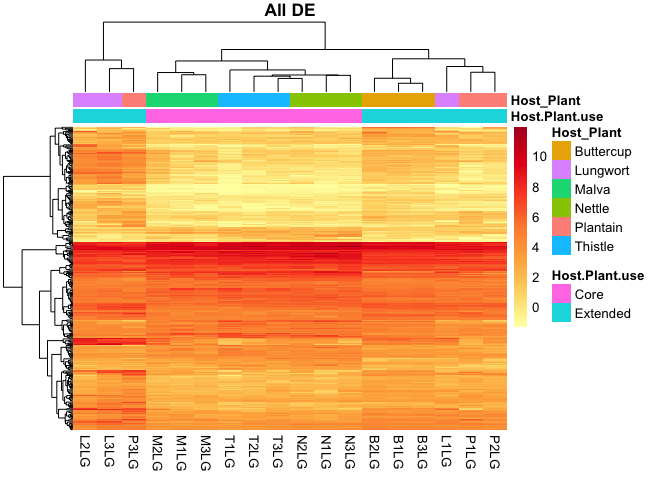 All DE
Host_Plant
Host.Plant.use
10
8
6
4
2
0
Host_Plant
Buttercup
Lungwort
Malva
Nettle
Plantain
Thistle
Host.Plant.use
Core
Extended
L2LG
L3LG
P3LG
M2LG
M1LG
M3LG
T1LG
T2LG
T3LG
N2LG
N1LG
N3LG
B2LG
B1LG
B3LG
L1LG
P1LG
P2LG